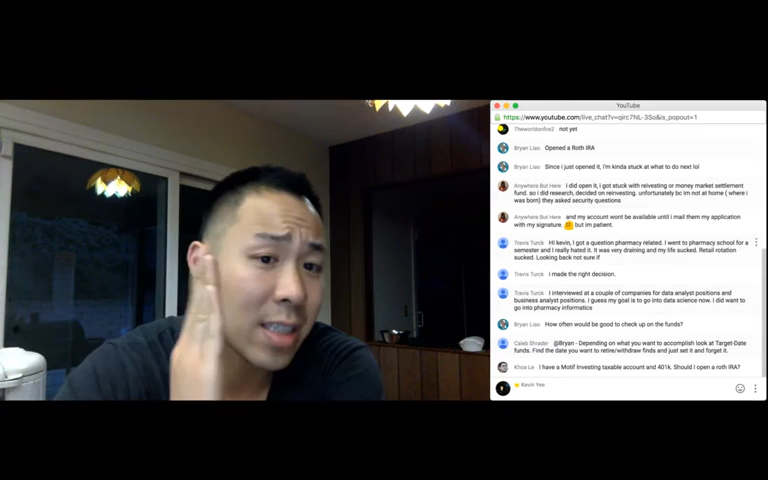 YouTube
https://www.youtube.com/live_chat?v=qirc7NL-3So&is_popout=1
Theworldonfire2 not yet
Bryan Liao Opened a Roth IRA
Bryan Liao Since i just opened it, I'm kinda stuck at what to do next lol
Anywhere But Here i did open it, i got stuck with reivesting or money market settlement
fund. so i did research, decided on reinvesting. unfortunately bc im not at home ( where i
was born) they asked security questions
Anywhere But Here and my account wont be available until i mail them my application
with my signature. but im patient.
Travis Turck Hi kevin, I got a question pharmacy related. I went to pharmacy school for a
semester and I really hated it. It was very draining and my life sucked. Retail rotation
sucked. Looking back not sure if
Travis Turck i made the right decision.
Travis Turck I interviewed at a couple of companies for data analyst positions and
business analyst positions. I guess my goal is to go into data science now. I did want to
go into pharmacy informatics
Bryan Liao How often would be good to check up on the funds?
Caleb Shrader @Bryan - Depending on what you want to accomplish look at Target-Date
funds. Find the date you want to retire/withdraw finds and just set it and forget it.
Khoa Le I have a Motif Investing taxable account and 401k. Should I open a roth IRA?
Kevin Yee